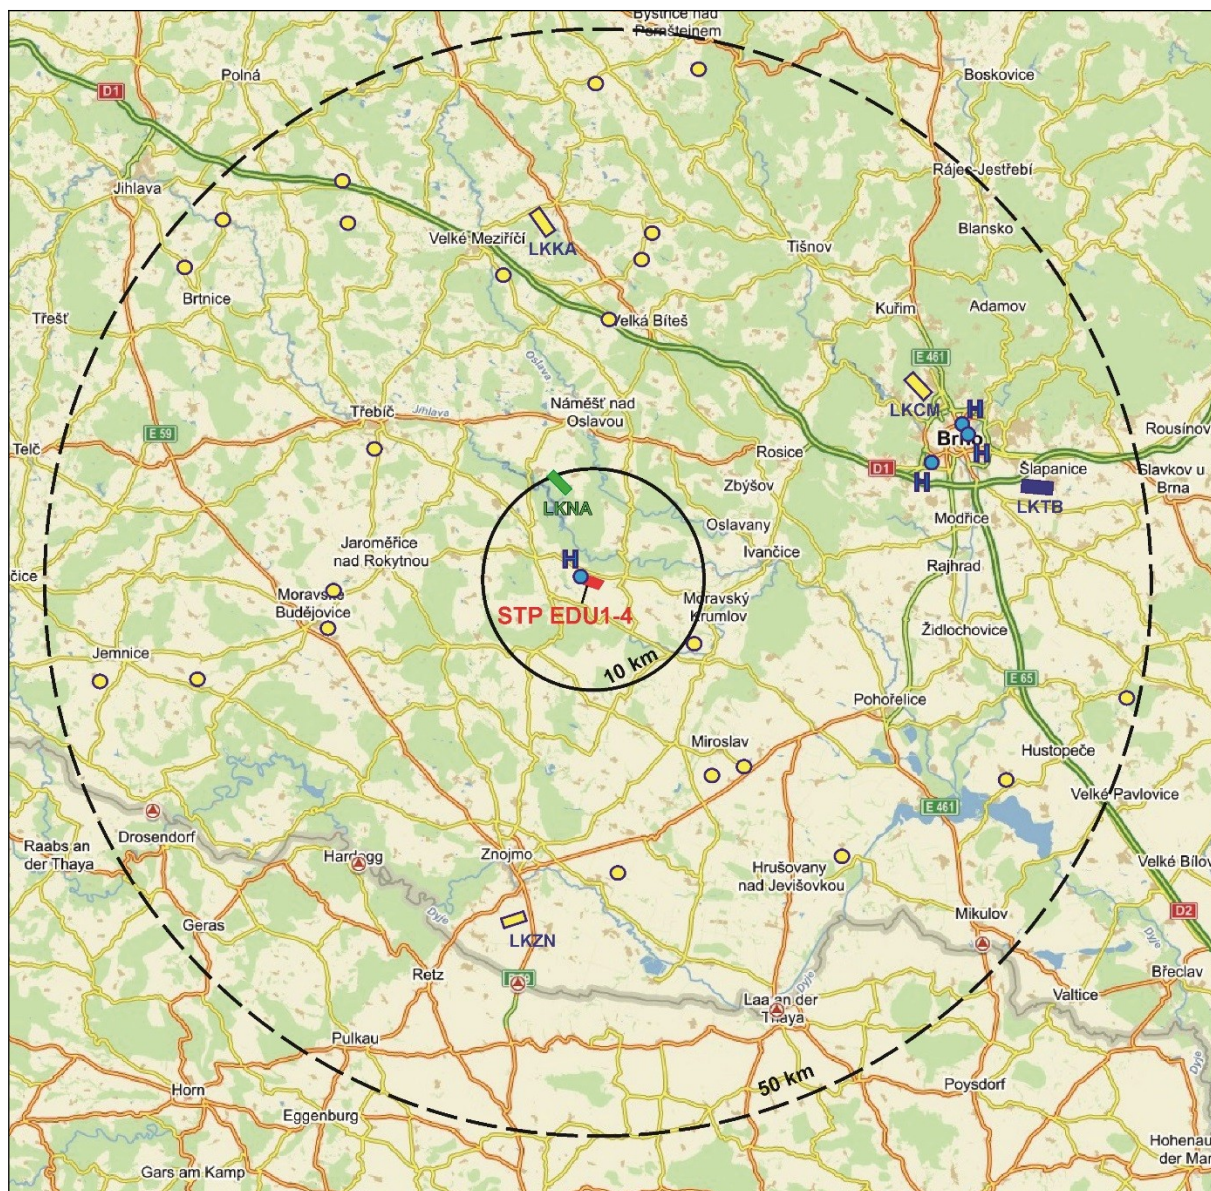 Bystřice nad
Pernštejnem
Polná
Boskovice
D1
Rájec-Jestřebí
Jihlava
Blansko
Velké Meziříčí
LKKA
Tišnov
Brtnice
Kuřim
Adamov
Třešť
Velká Bíteš
Oslava
E 461
Třebíč
Jihlava
Náměšť nad
Oslavou
LKCM
H
Brno
H
Rousínov
E 59
Telč
Rosice
D1
H
Šlapanice
Slavkov u
Brna
LKTB
Zbýšov
LKNA
Modřice
Oslavany
Jaroměřice
nad Rokytnou
Ivančice
H
Rajhrad
čice
Moravské
Budějovice
STP EDU1-4
Moravský
Krumlov
Židlochovice
Jemnice
10 km
E 65
Pohořelice
Miroslav
Hustopeče
E 461
Velké Pavlovice
Drosendorf
Raabs an
der Thaya
Hardegg
Znojmo
Hrušovany
nad Jevišovkou
Velké Bílov
Geras
Dyje
Mikulov
D2
LKZN
Dyje
Retz
Dyje
Břeclav
Laa an der
Thaya
Valtice
Dyje
Pulkau
50 km
Horn
Poysdorf
Eggenburg
Hohenau
der Mar
Gars am Kamp